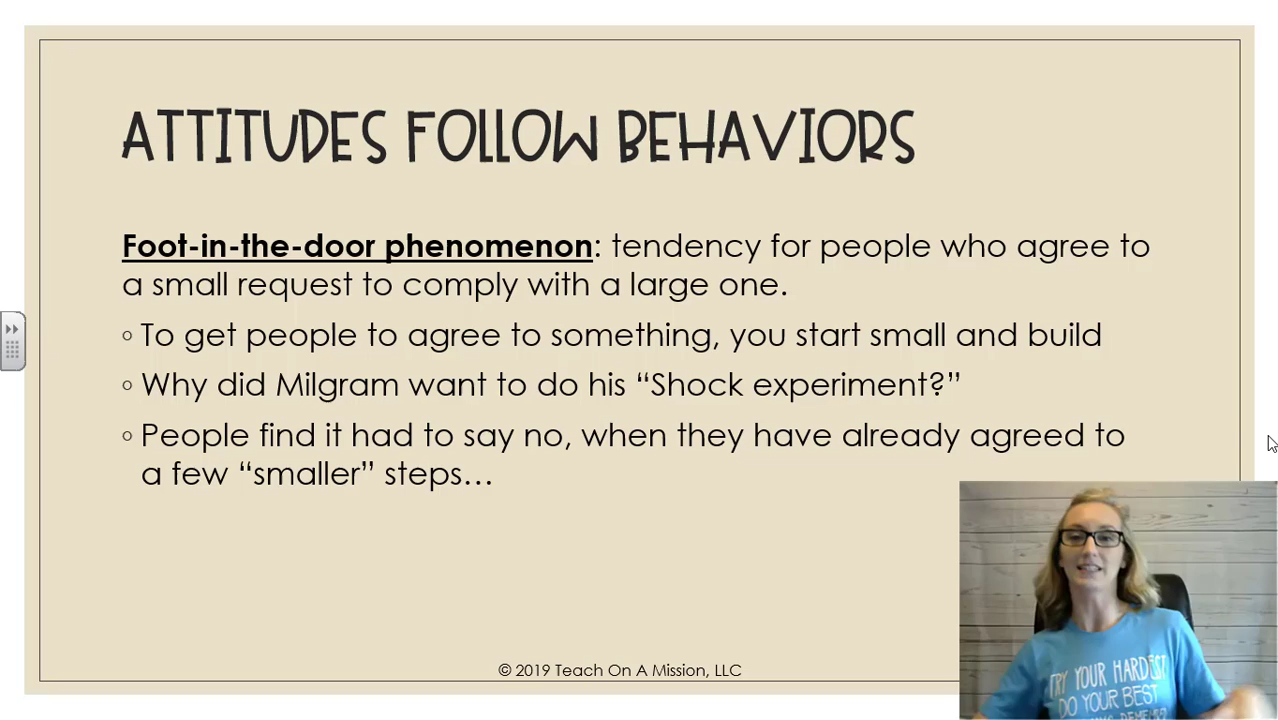 ATTITUDES FOLLOW BEHAVIORS
Foot-in-the-door phenomenon: tendency for people who agree to
a small request to comply with a large one.
◦ To get people to agree to something, you start small and build
◦ Why did Milgram want to do his “Shock experiment?”
◦ People find it had to say no, when they have already agreed to
a few “smaller” steps…
TRY YOUR HARDEST
DO YOUR BEST
© 2019 Teach On A Mission, LLC